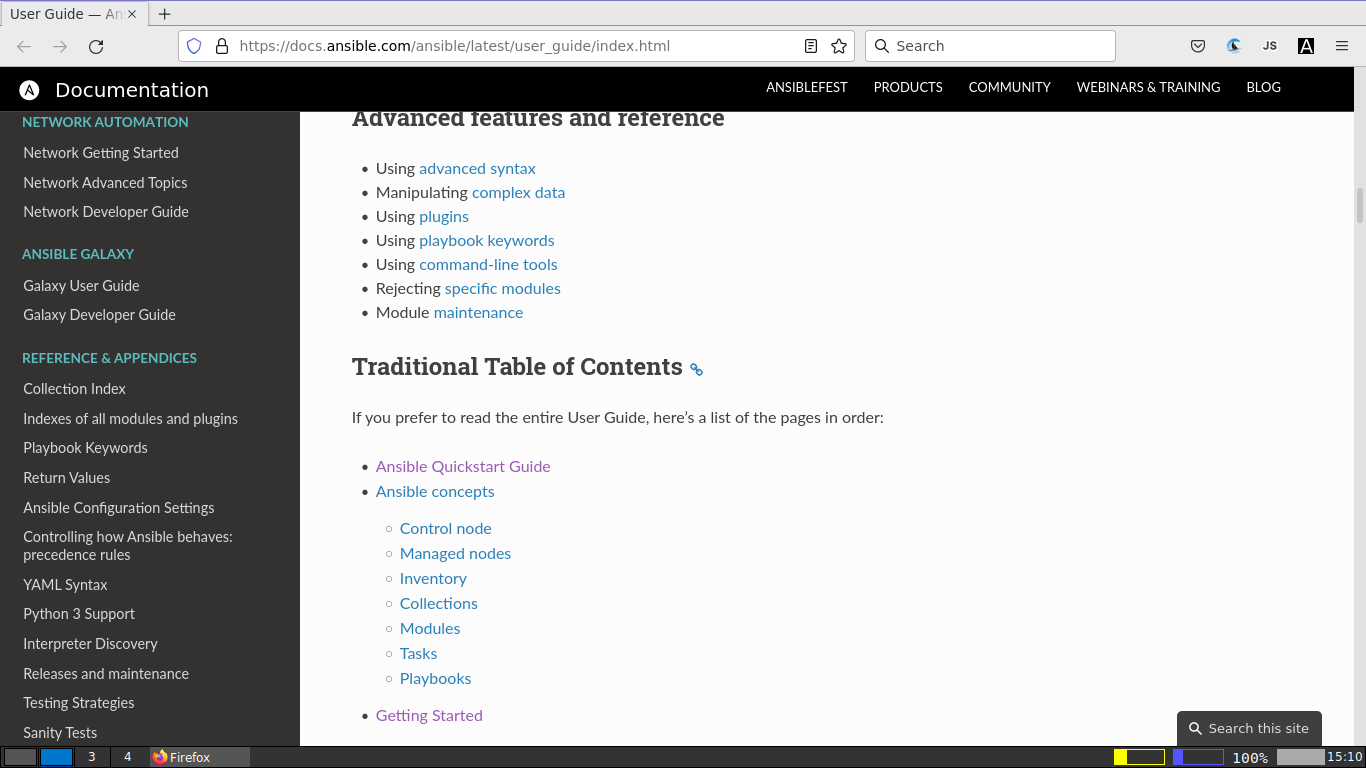 User Guide — An
https://docs.ansible.com/ansible/latest/user_guide/index.html
Search
JS
A
Documentation
ANSIBLEFEST
PRODUCTS
COMMUNITY
WEBINARS & TRAINING
BLOG
NETWORK AUTOMATION
Network Getting Started
Network Advanced Topics
Network Developer Guide
ANSIBLE GALAXY
Galaxy User Guide
Galaxy Developer Guide
REFERENCE & APPENDICES
Collection Index
Indexes of all modules and plugins
Playbook Keywords
Return Values
Ansible Configuration Settings
Controlling how Ansible behaves:
precedence rules
YAML Syntax
Python 3 Support
Interpreter Discovery
Releases and maintenance
Testing Strategies
Sanity Tests
Advanced features and reference
Using advanced syntax
Manipulating complex data
Using plugins
Using playbook keywords
Using command-line tools
Rejecting specific modules
Module maintenance
Traditional Table of Contents
If you prefer to read the entire User Guide, here's a list of the pages in order:
Ansible Quickstart Guide
Ansible concepts
Control node
Managed nodes
Inventory
Collections
Modules
Tasks
Playbooks
Getting Started
Search this site
3
4
Firefox
100%
15:10